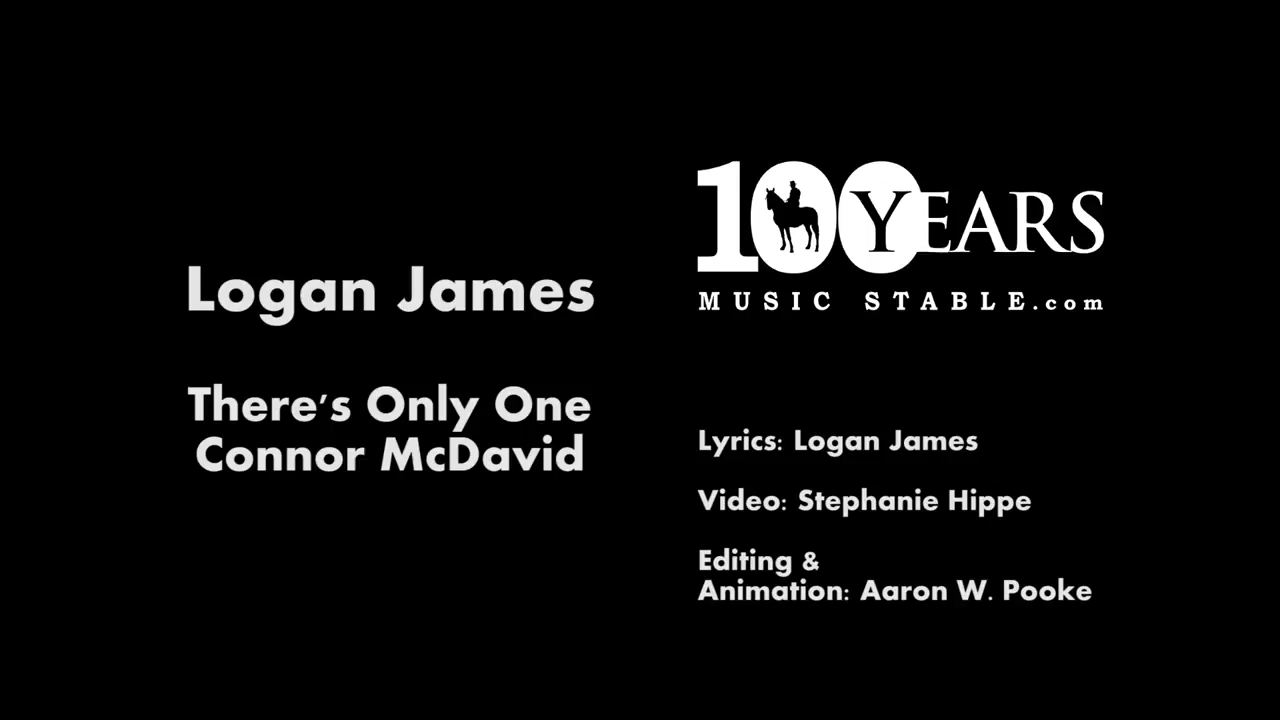 Logan James
There's Only One
Connor McDavid
100 YEARS
MUSIC STABLE.com
Lyrics: Logan James
Video: Stephanie Hippe
Editing &
Animation: Aaron W. Pooke